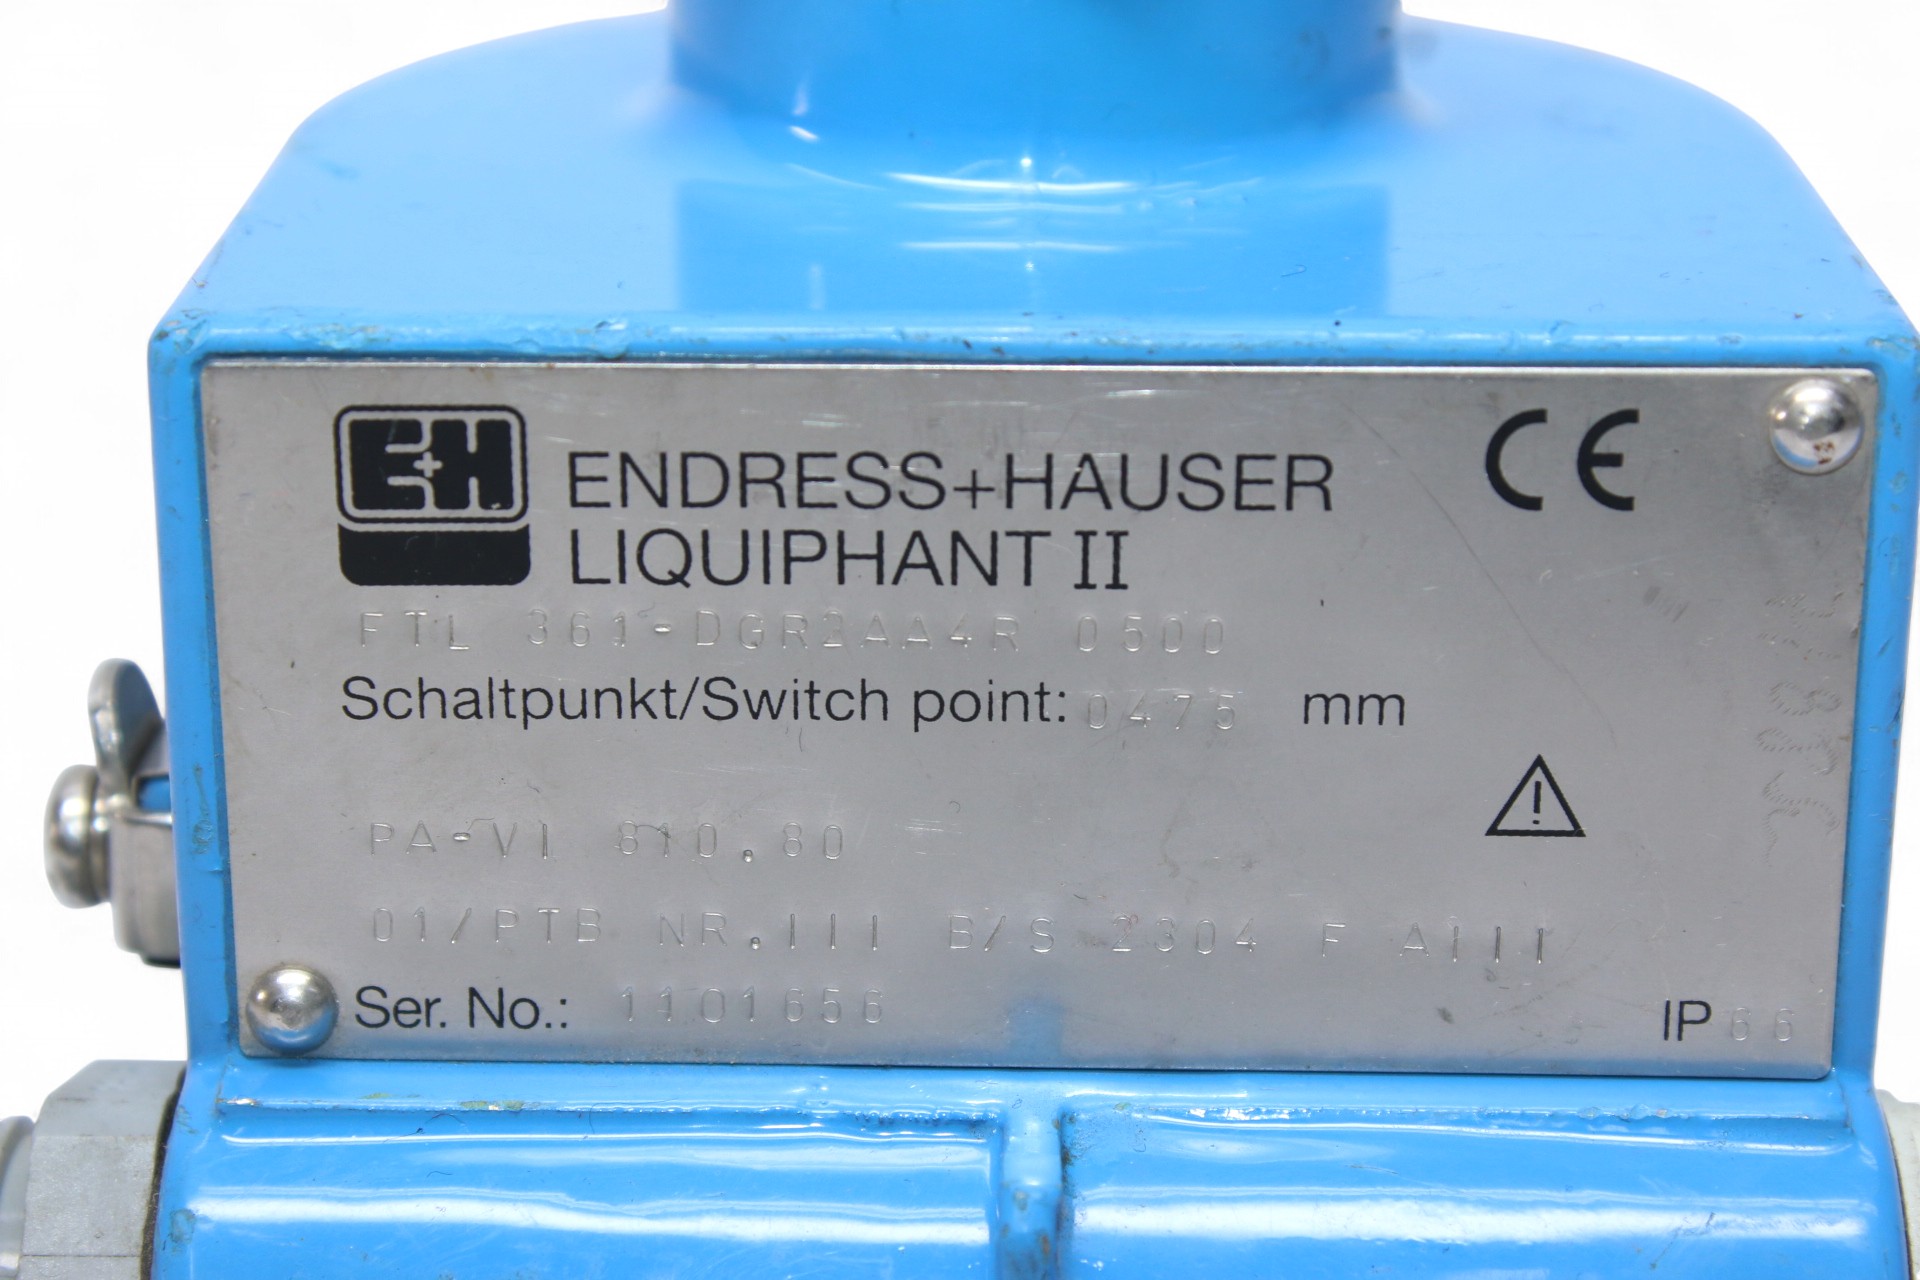 E+H
ENDRESS+HAUSER CE
LIQUIPHANT II
FTL 361-DGR2AA4R 0500
Schaltpunkt/Switch point: 0475 mm
PA-VI 810.80
01/PTB NR.III B/S 2304 F AIII
Ser. No.: 1101656
IP66